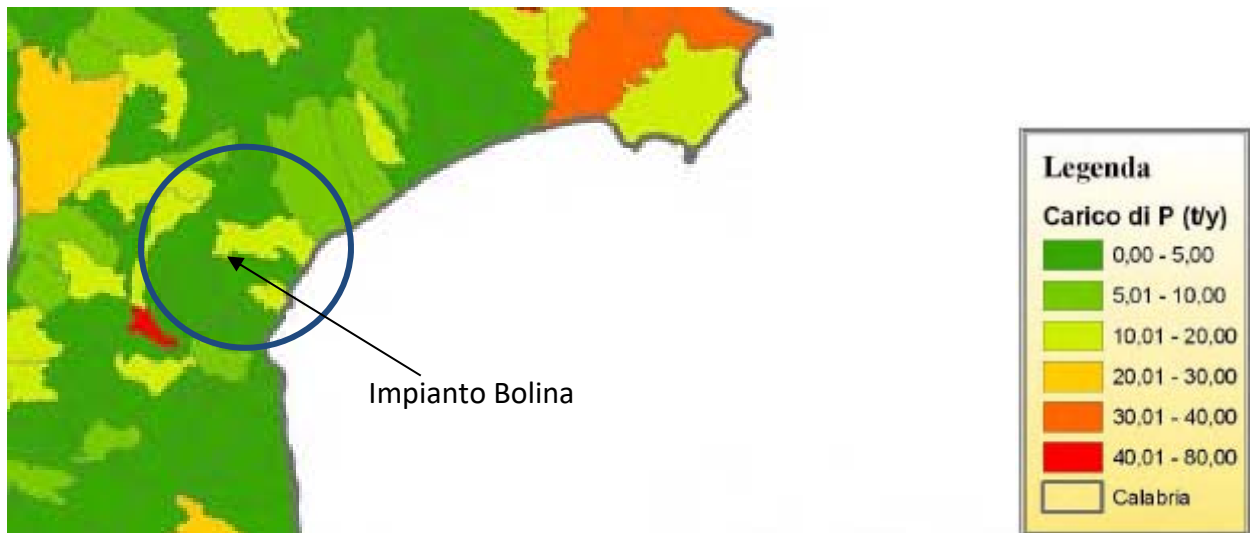 Impianto Bolina
Legenda
Carico di P (t/y)
0,00 - 5,00
5,01 - 10,00
10,01 - 20,00
20,01 - 30,00
30,01 - 40,00
40,01 - 80,00
Calabria